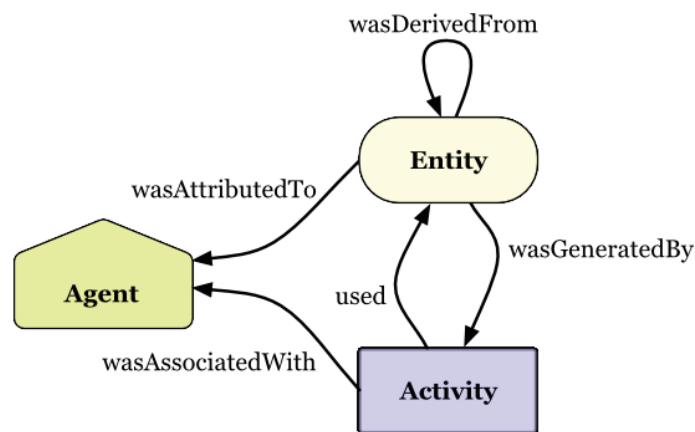 wasDerivedFrom
Entity
wasAttributedTo
wasGeneratedBy
Agent
used
wasAssociatedWith
Activity